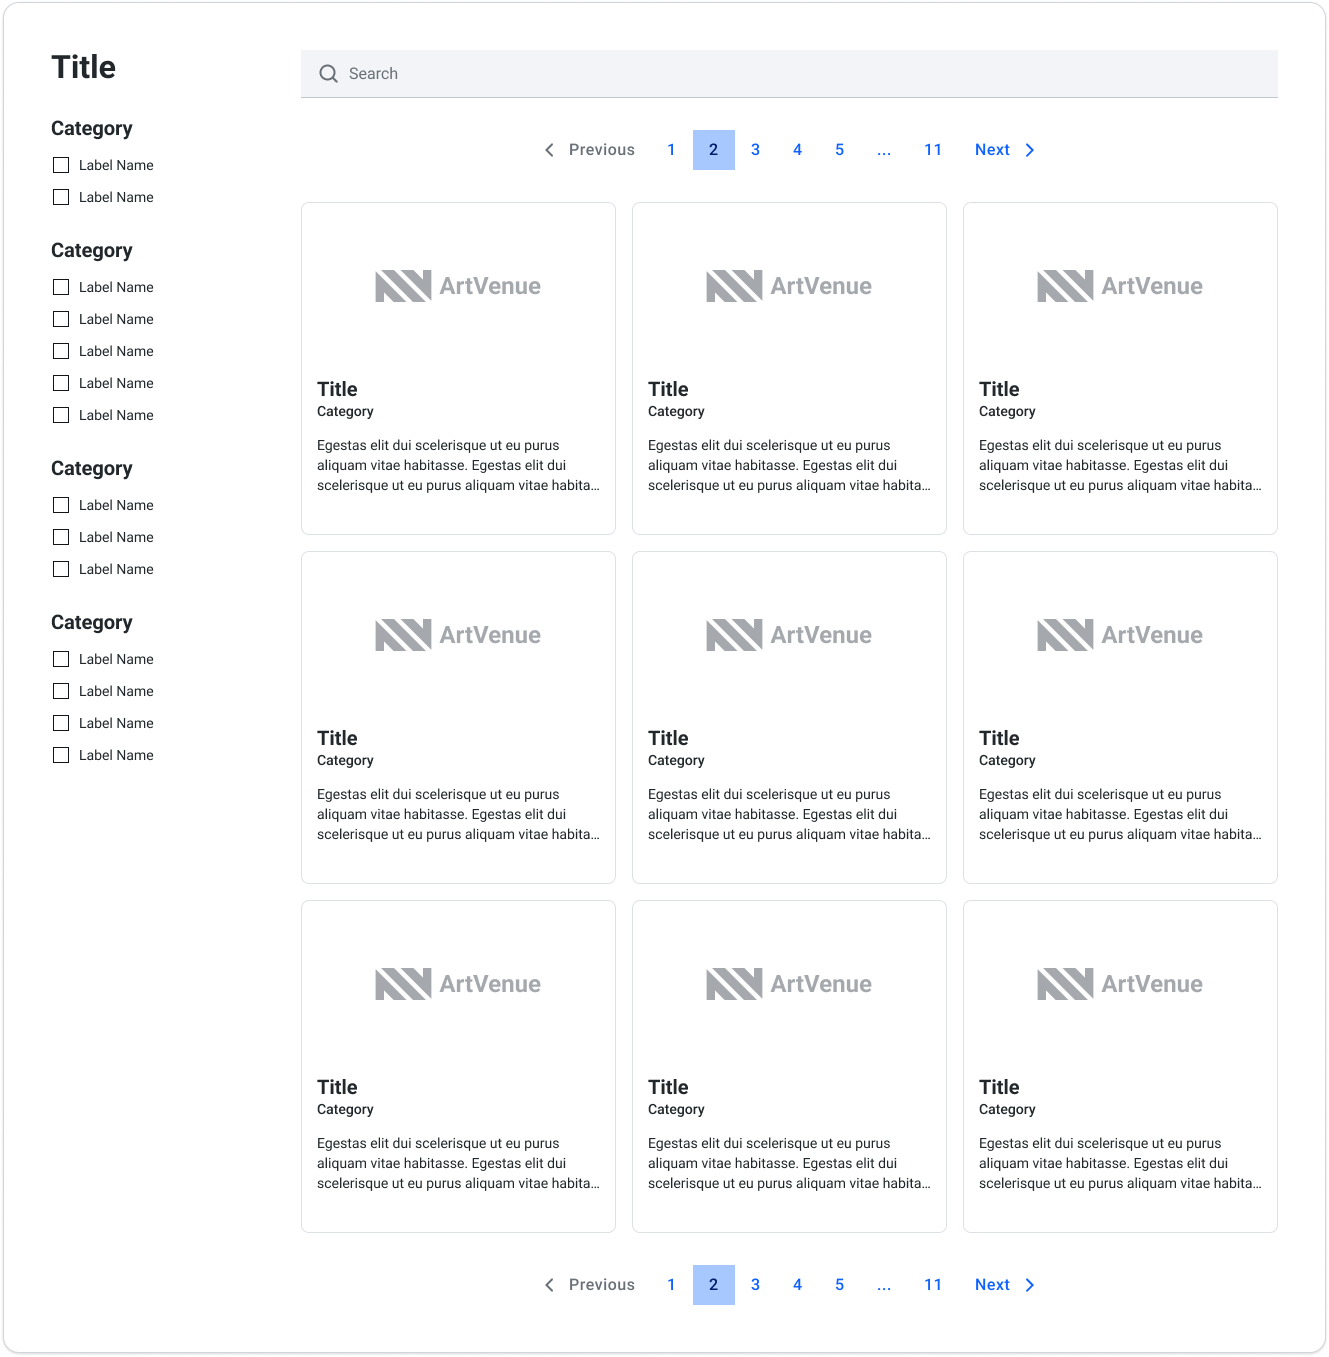 Title
Category
Label Name
Label Name
Category
Label Name
Label Name
Label Name
Label Name
Label Name
Category
Label Name
Label Name
Label Name
Category
Label Name
Label Name
Label Name
Label Name
Search
Previous 1 2 3 4 5 ... 11 Next
ArtVenue
Title
Category
Egestas elit dui scelerisque ut eu purus
aliquam vitae habitasse. Egestas elit dui
scelerisque ut eu purus aliquam vitae habita...
ArtVenue
Title
Category
Egestas elit dui scelerisque ut eu purus
aliquam vitae habitasse. Egestas elit dui
scelerisque ut eu purus aliquam vitae habita...
ArtVenue
Title
Category
Egestas elit dui scelerisque ut eu purus
aliquam vitae habitasse. Egestas elit dui
scelerisque ut eu purus aliquam vitae habita...
ArtVenue
Title
Category
Egestas elit dui scelerisque ut eu purus
aliquam vitae habitasse. Egestas elit dui
scelerisque ut eu purus aliquam vitae habita...
ArtVenue
Title
Category
Egestas elit dui scelerisque ut eu purus
aliquam vitae habitasse. Egestas elit dui
scelerisque ut eu purus aliquam vitae habita...
ArtVenue
Title
Category
Egestas elit dui scelerisque ut eu purus
aliquam vitae habitasse. Egestas elit dui
scelerisque ut eu purus aliquam vitae habita...
ArtVenue
Title
Category
Egestas elit dui scelerisque ut eu purus
aliquam vitae habitasse. Egestas elit dui
scelerisque ut eu purus aliquam vitae habita...
ArtVenue
Title
Category
Egestas elit dui scelerisque ut eu purus
aliquam vitae habitasse. Egestas elit dui
scelerisque ut eu purus aliquam vitae habita...
ArtVenue
Title
Category
Egestas elit dui scelerisque ut eu purus
aliquam vitae habitasse. Egestas elit dui
scelerisque ut eu purus aliquam vitae habita...
Previous 1 2 3 4 5 ... 11 Next